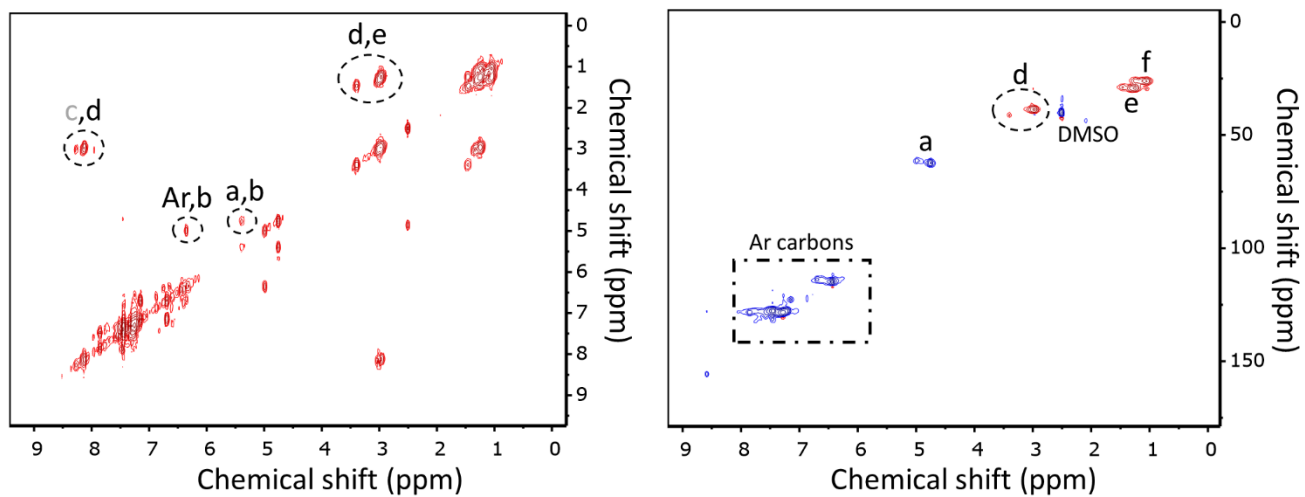 d,e
c,d
Ar,b
a,b
0
1
2
3
4
5
6
7
8
9
Chemical shift (ppm)
9 8 7 6 5 4 3 2 1 0
Chemical shift (ppm)
f
d
e
DMSO
a
Ar carbons
0
50
100
150
Chemical shift (ppm)
9 8 7 6 5 4 3 2 1 0
Chemical shift (ppm)